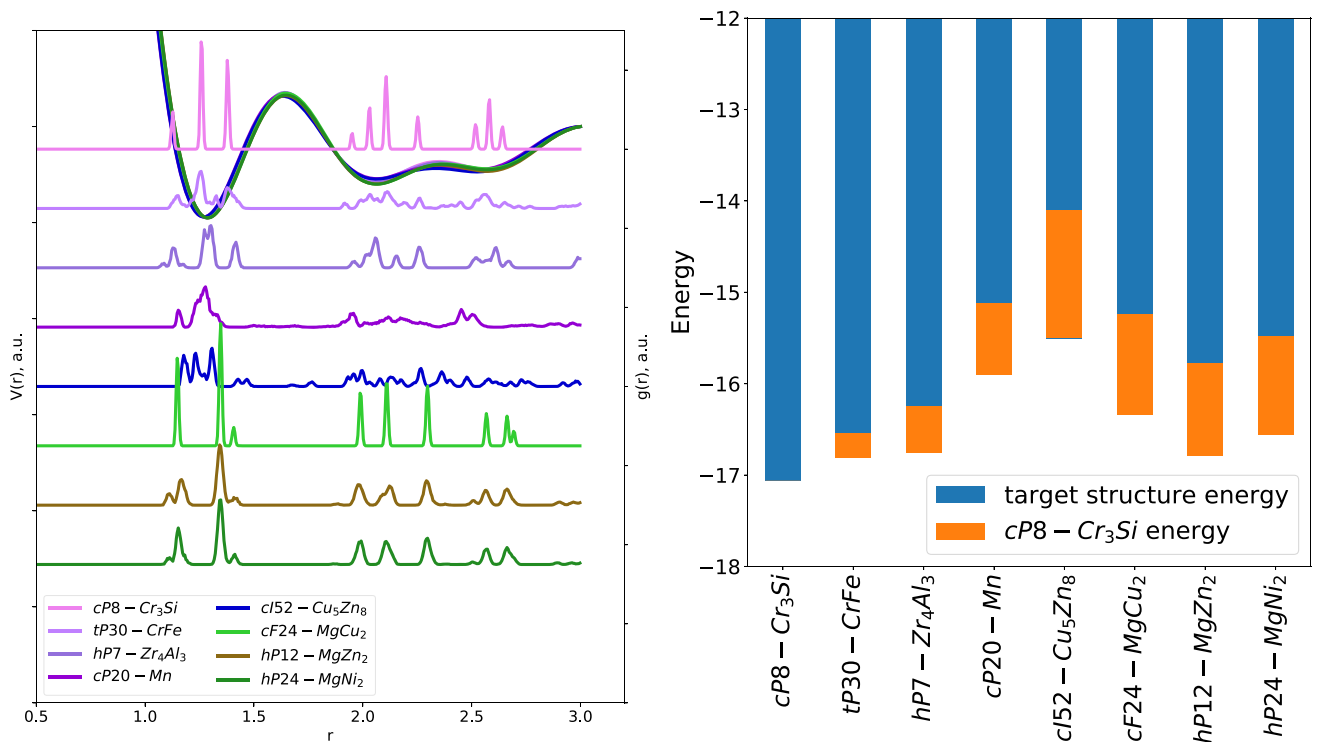 V(r), a.u.
g(r), a.u.
cP8 − Cr₃Si
tP30 − CrFe
hP7 − Zr₄Al₃
cP20 − Mn
cI52 − Cu₅Zn₈
cF24 − MgCu₂
hP12 − MgZn₂
hP24 − MgNi₂
0.5 1.0 1.5 2.0 2.5 3.0
r
Energy
−12
−13
−14
−15
−16
−17
−18
target structure energy
cP8 − Cr₃Si energy
cP8 − Cr₃Si
tP30 − CrFe
hP7 − Zr₄Al₃
cP20 − Mn
cI52 − Cu₅Zn₈
cF24 − MgCu₂
hP12 − MgZn₂
hP24 − MgNi₂